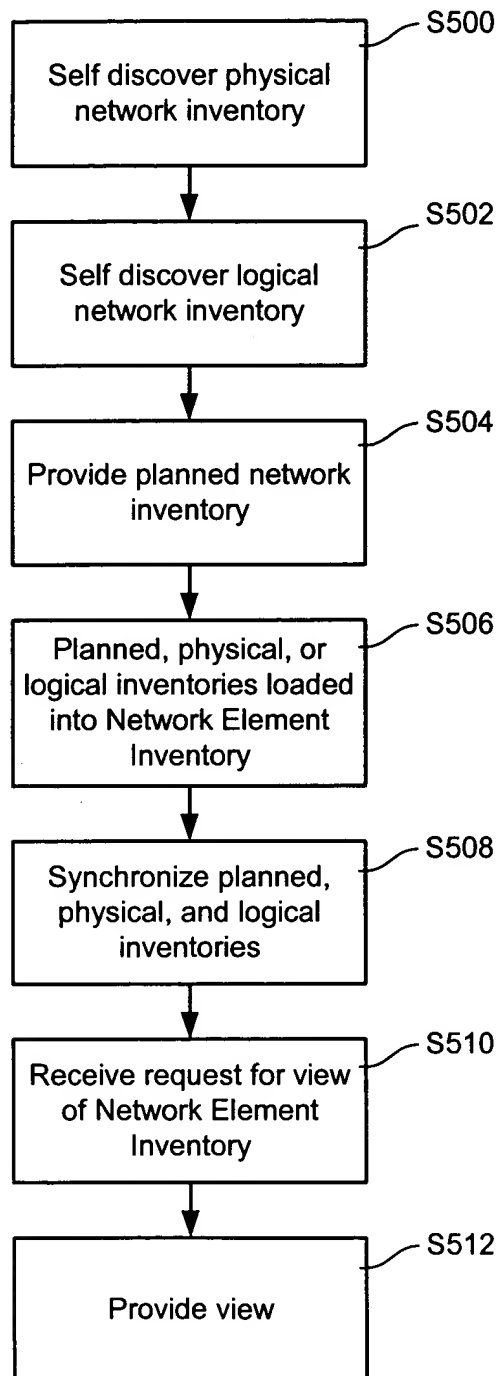 S500
Self discover physical
network inventory
S502
Self discover logical
network inventory
S504
Provide planned network
inventory
S506
Planned, physical, or
logical inventories loaded
into Network Element
Inventory
S508
Synchronize planned,
physical, and logical
inventories
S510
Receive request for view
of Network Element
Inventory
S512
Provide view